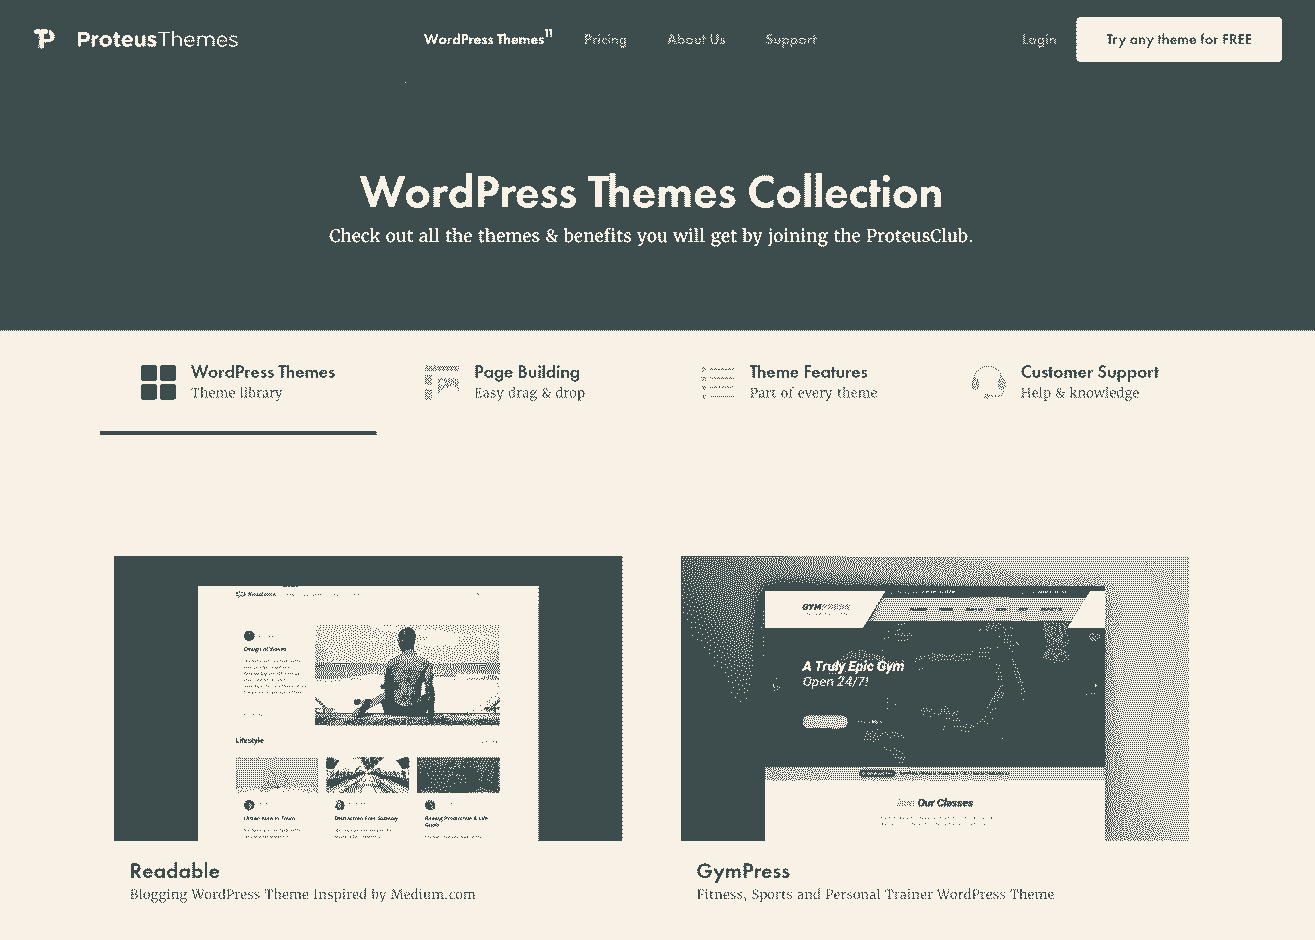 ProteusThemes
WordPress Themes 11
Pricing
About Us
Support
Login
Try any theme for FREE
WordPress Themes Collection
Check out all the themes & benefits you will get by joining the ProteusClub.
WordPress Themes
Theme library
Page Building
Easy drag & drop
Theme Features
Part of every theme
Customer Support
Help & knowledge
Lifestyle
GYMPRESS
A Truly Epic Gym
Open 24/7!
Join Our Classes
Readable
Blogging WordPress Theme Inspired by Medium.com
GymPress
Fitness, Sports and Personal Trainer WordPress Theme